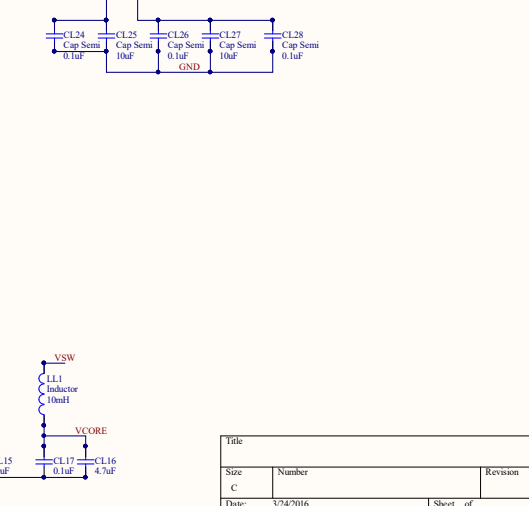 CL24 CL25 CL26 CL27 CL28
Cap Semi Cap Semi Cap Semi Cap Semi Cap Semi
0.1uF 10uF 0.1uF 10uF 0.1uF
GND
VSW
LL1
Inductor
10mH
VCORE
L15 CL17 CL16
uF 0.1uF 4.7uF
Title
Size Number Revision
C
Date: 3/24/2016 Sheet of